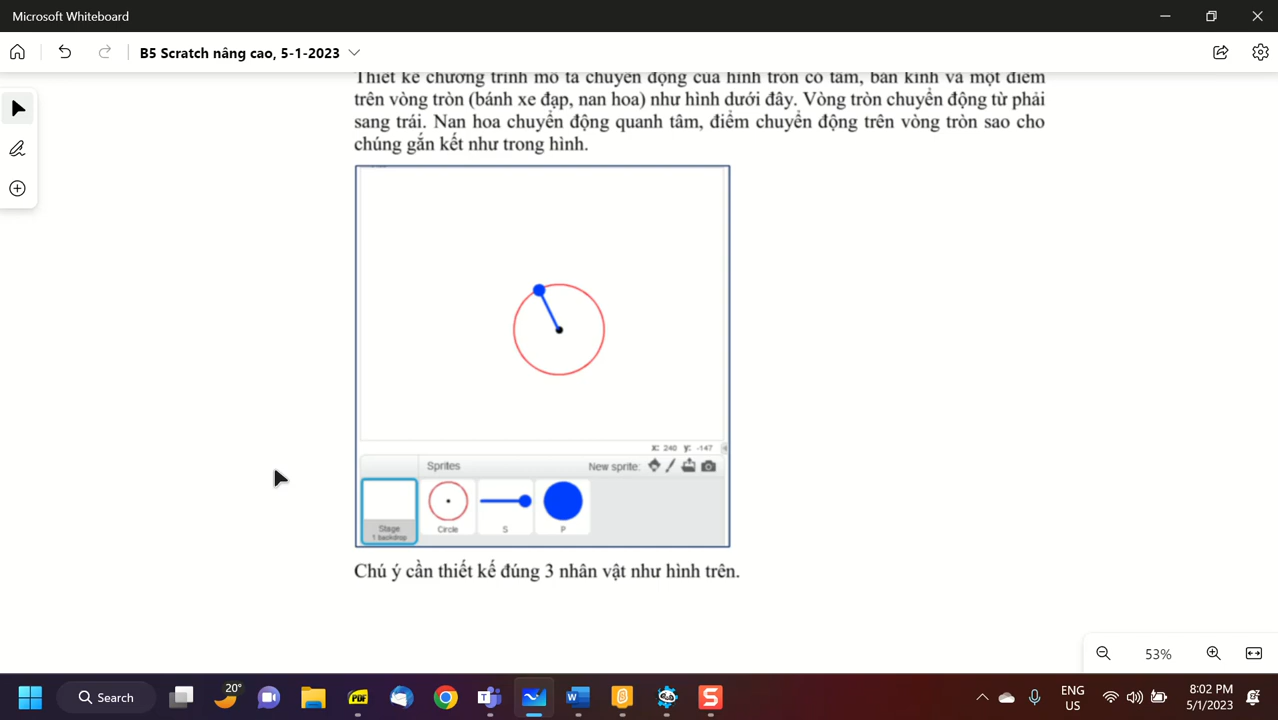 Microsoft Whiteboard
B5 Scratch nâng cao, 5-1-2023
Thiết kế chương trình mô tả chuyển động của hình tròn có tâm, bán kính và một điểm
trên vòng tròn (bánh xe đạp, nan hoa) như hình dưới đây. Vòng tròn chuyển động từ phải
sang trái. Nan hoa chuyển động quanh tâm, điểm chuyển động trên vòng tròn sao cho
chúng gắn kết như trong hình.
x: 240 y: -147
Sprites New sprite:
Stage
1 backdrop
Circle
S
P
Chú ý cần thiết kế đúng 3 nhân vật như hình trên.
53%
Search
20°
PDF
ENG
US
8:02 PM
5/1/2023